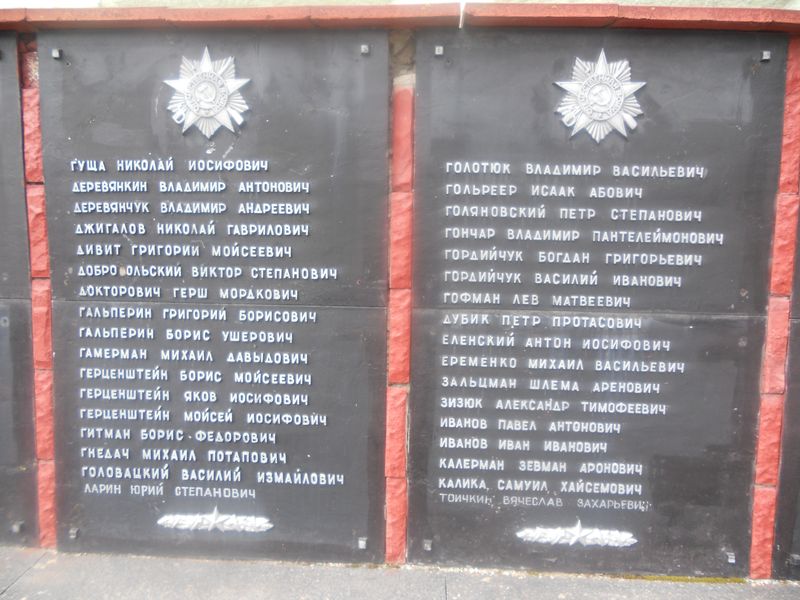 ГУЩА НИКОЛАЙ ИОСИФОВИЧ
ДЕРЕВЯНКИН ВЛАДИМИР АНТОНОВИЧ
ДЕРЕВЯНЧУК ВЛАДИМИР АНДРЕЕВИЧ
ДЖИГАЛОВ НИКОЛАЙ ГАВРИЛОВИЧ
ДИВИТ ГРИГОРИЙ МОЙСЕЕВИЧ
ДОБРОВОЛЬСКИЙ ВИКТОР СТЕПАНОВИЧ
ДОКТОРОВИЧ ГЕРШ МОРДКОВИЧ
ГАЛЬПЕРИН ГРИГОРИЙ БОРИСОВИЧ
ГАЛЬПЕРИН БОРИС УШЕРОВИЧ
ГАМЕРМАН МИХАИЛ ДАВЫДОВИЧ
ГЕРЦЕНШТЕЙН БОРИС МОЙСЕЕВИЧ
ГЕРЦЕНШТЕЙН ЯКОВ ИОСИФОВИЧ
ГЕРЦЕНШТЕЙН МОЙСЕЙ ИОСИФОВИЧ
ГИТМАН БОРИС ФЕДОРОВИЧ
ГНЕДАЧ МИХАИЛ ПОТАПОВИЧ
ГОЛОВАЦКИЙ ВАСИЛИЙ ИЗМАЙЛОВИЧ
ЛАРИН ЮРИЙ СТЕПАНОВИЧ
ГОЛОТЮК ВЛАДИМИР ВАСИЛЬЕВИЧ
ГОЛЬРЕЕР ИСААК АБОВИЧ
ГОЛЯНОВСКИЙ ПЕТР СТЕПАНОВИЧ
ГОНЧАР ВЛАДИМИР ПАНТЕЛЕЙМОНОВИЧ
ГОРДИЙЧУК БОГДАН ГРИГОРЬЕВИЧ
ГОРДИЙЧУК ВАСИЛИЙ ИВАНОВИЧ
ГОФМАН ЛЕВ МАТВЕЕВИЧ
ДУБИК ПЕТР ПРОТАСОВИЧ
ЕЛЕНСКИЙ АНТОН ИОСИФОВИЧ
ЕРЕМЕНКО МИХАИЛ ВАСИЛЬЕВИЧ
ЗАЛЬЦМАН ШЛЕМА АРЕНОВИЧ
ЗИЗЮК АЛЕКСАНДР ТИМОФЕЕВИЧ
ИВАНОВ ПАВЕЛ АНТОНОВИЧ
ИВАНОВ ИВАН ИВАНОВИЧ
КАЛЕРМАН ЗЕВМАН АРОНОВИЧ
КАЛИКА САМУИЛ ХАЙСЕМОВИЧ
ТОИЧКИН ВЯЧЕСЛАВ ЗАХАРЬЕВИЧ